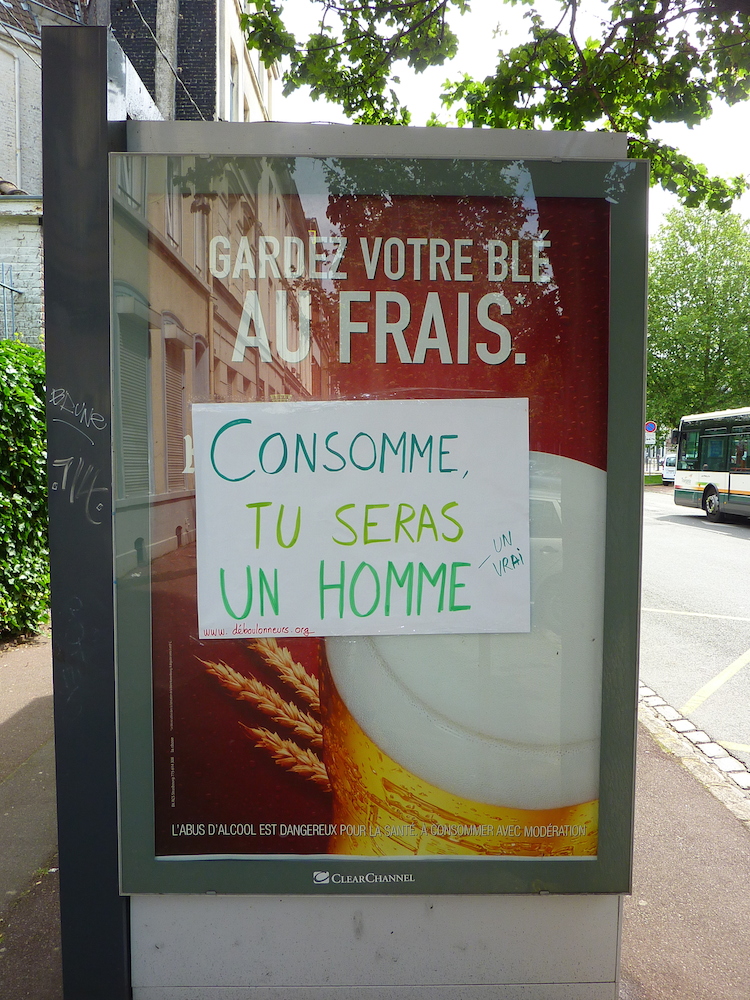 GARDEZ VOTRE BLÉ
AU FRAIS.*
CONSOMME,
TU SERAS
UN HOMME
- UN
VRAI
www.déboulonneurs.org
L'ABUS D'ALCOOL EST DANGEREUX POUR LA SANTÉ. À CONSOMMER AVEC MODÉRATION.
CLEARCHANNEL